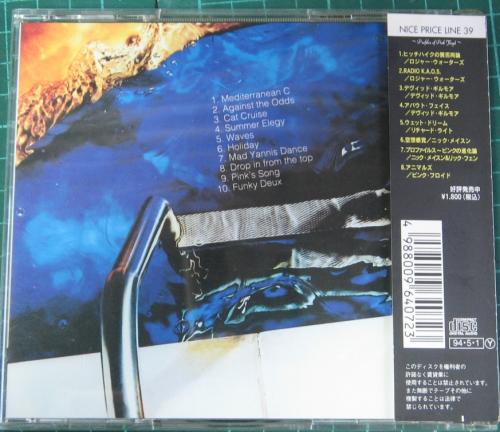 1. Mediterranean C
2. Against the Odds
3. Cat Cruise
4. Summer Elegy
5. Waves
6. Holiday
7. Mad Yannis Dance
8. Drop in from the top
9. Pink's Song
10. Funky Deux
NICE PRICE LINE 39
~Profiles of Pink Floyd~
1.ヒッチハイクの賛否両論
/ロジャー・ウォーターズ
2.RADIO K.A.O.S.
/ロジャー・ウォーターズ
3.デヴィッド・ギルモア
/デヴィッド・ギルモア
4.アバウト・フェイス
/デヴィッド・ギルモア
5.ウェット・ドリーム
/リチャード・ライト
6.空想感覚/ニック・メイスン
7.プロファイルス〜ピンクの進化論
/ニック・メイスン&リック・フェン
8.アニマルズ
/ピンク・フロイド
好評発売中
¥1,800(税込)
4988009640723
COMPACT
disc
DIGITAL AUDIO
94・5・1 Y
このディスクを権利者の
許諾なく賃貸業に
使用することは禁止されています。
また無断でテープその他に
複製することは法律で
禁じられています。